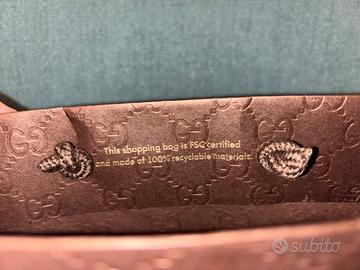 This shopping bag is FSC certified
and made of 100% recyclable materials.
subito